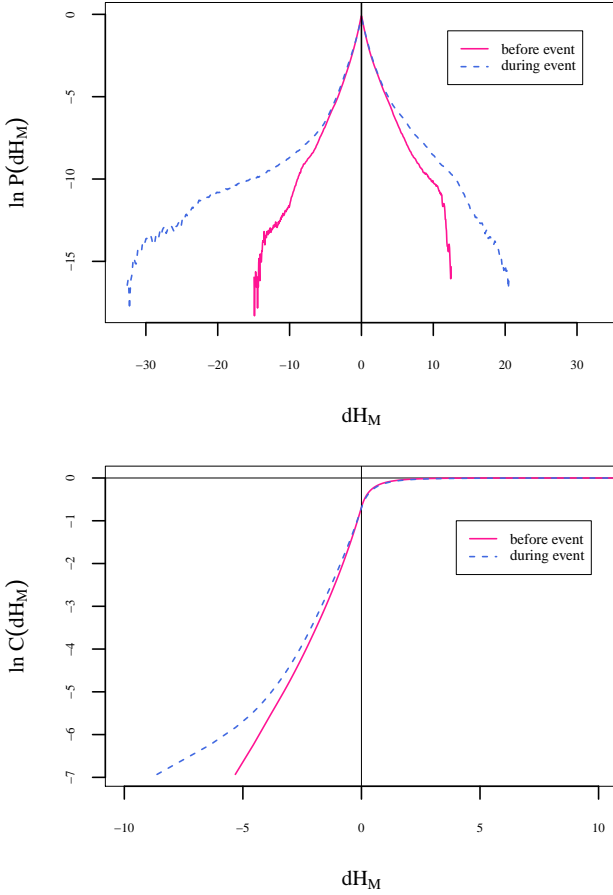 ln P(dH_M)
0
−5
−10
−15
before event
during event
−30 −20 −10 0 10 20 30
dH_M
ln C(dH_M)
0
−1
−2
−3
−4
−5
−6
−7
before event
during event
−10 −5 0 5 10
dH_M